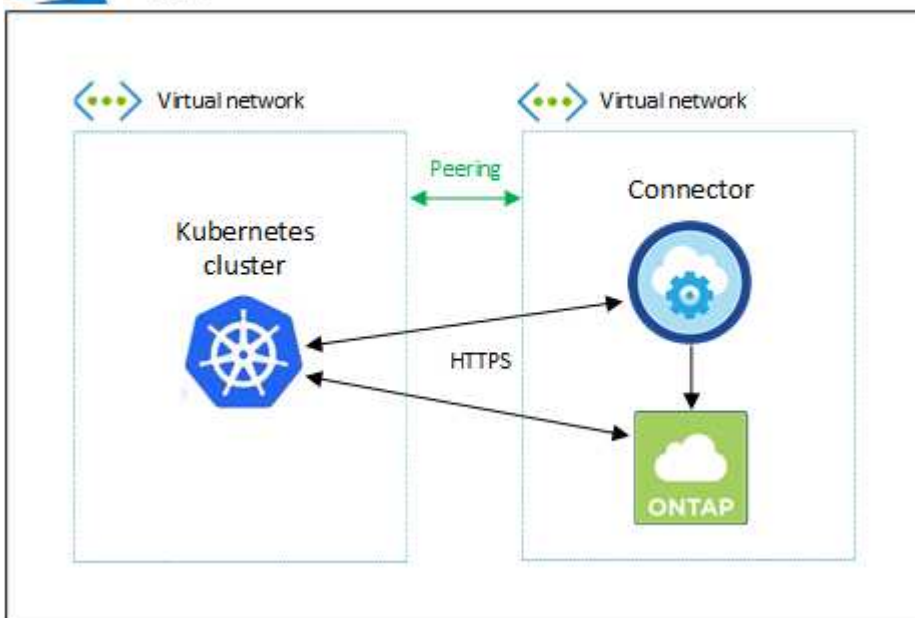 Virtual network
Virtual network
Peering
Connector
Kubernetes
cluster
HTTPS
ONTAP